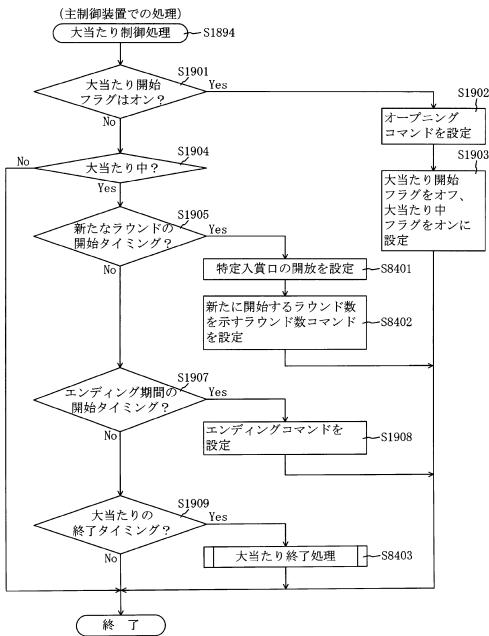 (主制御装置での処理)
大当たり制御処理
S1894
S1901
大当たり開始
フラグはオン？
Yes
No
S1902
オープニング
コマンドを設定
S1903
大当たり開始
フラグをオフ、
大当たり中
フラグをオンに
設定
S1904
大当たり中？
No
Yes
S1905
新たなラウンドの
開始タイミング？
Yes
No
特定入賞口の開放を設定
S8401
新たに開始するラウンド数
を示すラウンド数コマンド
を設定
S8402
S1907
エンディング期間の
開始タイミング？
Yes
No
エンディングコマンドを
設定
S1908
S1909
大当たりの
終了タイミング？
Yes
No
大当たり終了処理
S8403
終　了